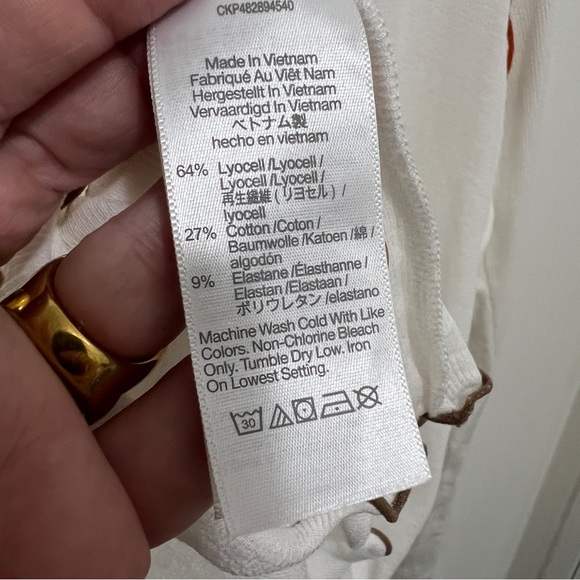 CKP482894540
Made In Vietnam
Fabriqué Au Viêt Nam
Hergestellt In Vietnam
Vervaardigd In Vietnam
ベトナム製
hecho en vietnam
64% Lyocell /Lyocell /
Lyocell /Lyocell /
再生繊維 (リヨセル) /
lyocell
27% Cotton /Coton /
Baumwolle /Katoen /綿 /
algodón
9% Elastane /Elasthanne /
Elastan /Elastaan /
ポリウレタン /elastano
Machine Wash Cold With Like
Colors. Non-Chlorine Bleach
Only. Tumble Dry Low. Iron
On Lowest Setting.
30